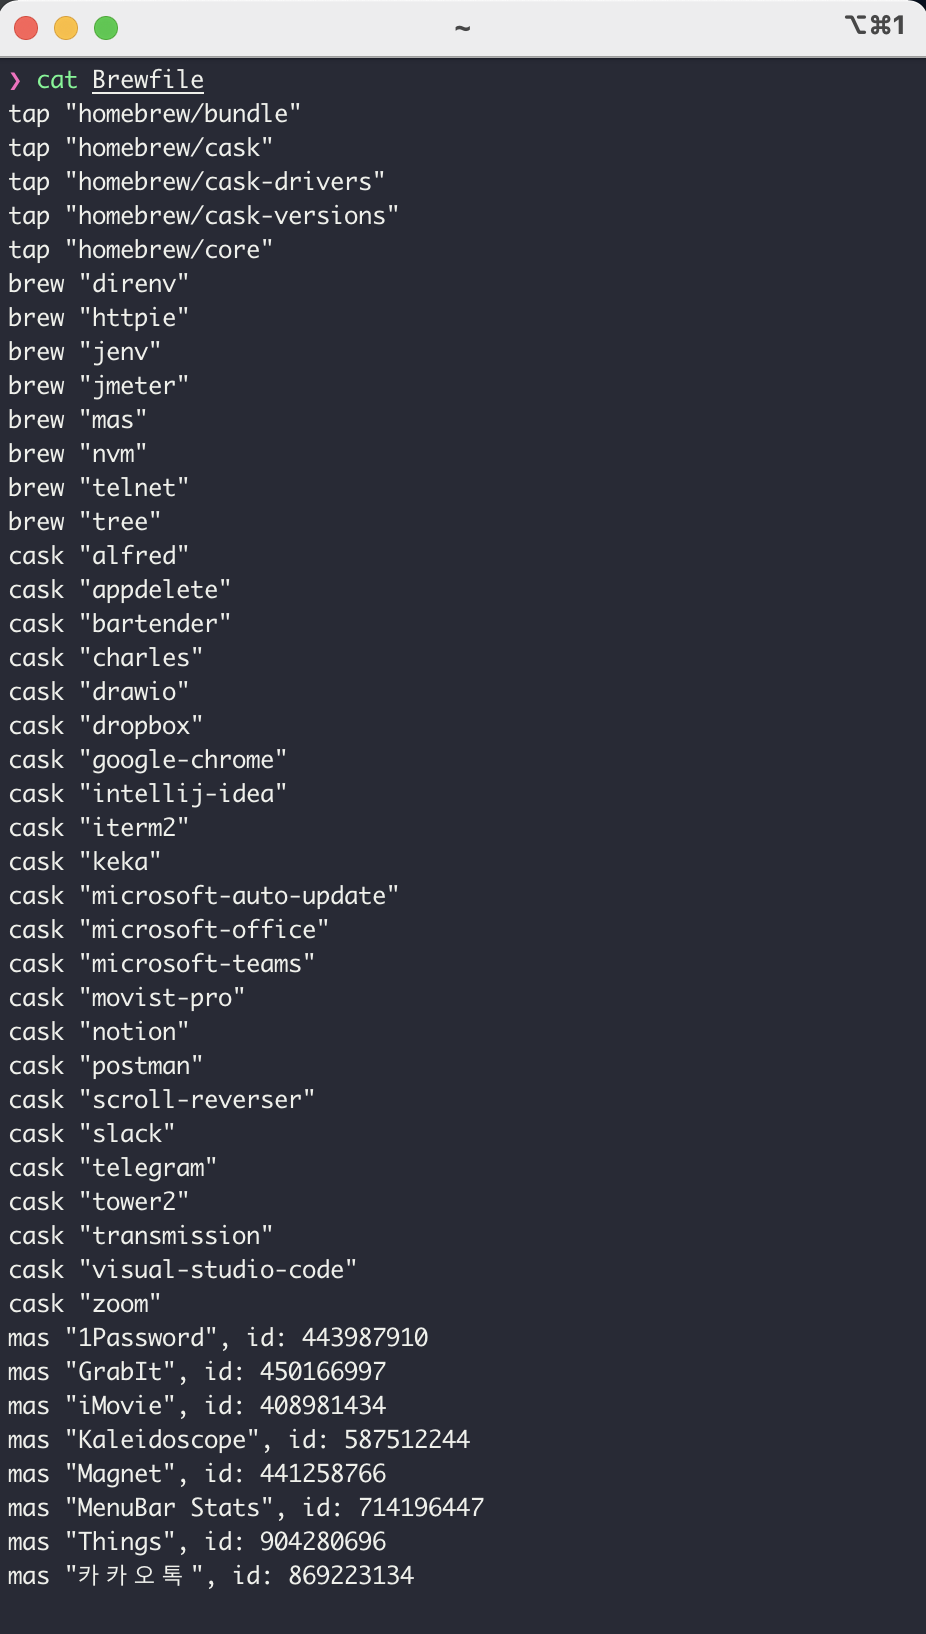 ~ ⌥⌘1
❯ cat Brewfile
tap "homebrew/bundle"
tap "homebrew/cask"
tap "homebrew/cask-drivers"
tap "homebrew/cask-versions"
tap "homebrew/core"
brew "direnv"
brew "httpie"
brew "jenv"
brew "jmeter"
brew "mas"
brew "nvm"
brew "telnet"
brew "tree"
cask "alfred"
cask "appdelete"
cask "bartender"
cask "charles"
cask "drawio"
cask "dropbox"
cask "google-chrome"
cask "intellij-idea"
cask "iterm2"
cask "keka"
cask "microsoft-auto-update"
cask "microsoft-office"
cask "microsoft-teams"
cask "movist-pro"
cask "notion"
cask "postman"
cask "scroll-reverser"
cask "slack"
cask "telegram"
cask "tower2"
cask "transmission"
cask "visual-studio-code"
cask "zoom"
mas "1Password", id: 443987910
mas "GrabIt", id: 450166997
mas "iMovie", id: 408981434
mas "Kaleidoscope", id: 587512244
mas "Magnet", id: 441258766
mas "MenuBar Stats", id: 714196447
mas "Things", id: 904280696
mas "카카오톡", id: 869223134